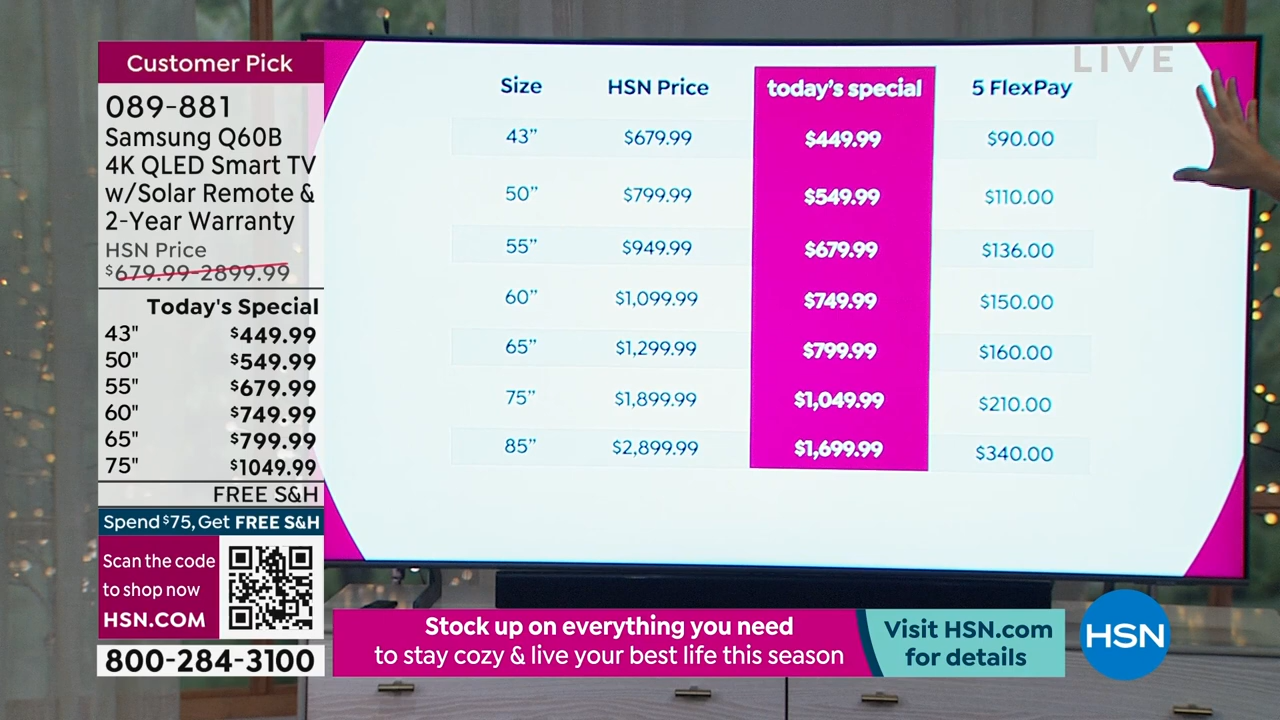 Customer Pick
089-881
Samsung Q60B
4K QLED Smart TV
w/Solar Remote &
2-Year Warranty
HSN Price
$679.99-2899.99
Today's Special
43" $449.99
50" $549.99
55" $679.99
60" $749.99
65" $799.99
75" $1049.99
FREE S&H
Spend $75, Get FREE S&H
Scan the code
to shop now
HSN.COM
800-284-3100
LIVE
Size HSN Price today's special 5 FlexPay
43” $679.99 $449.99 $90.00
50” $799.99 $549.99 $110.00
55” $949.99 $679.99 $136.00
60” $1,099.99 $749.99 $150.00
65” $1,299.99 $799.99 $160.00
75” $1,899.99 $1,049.99 $210.00
85” $2,899.99 $1,699.99 $340.00
Stock up on everything you need
to stay cozy & live your best life this season
Visit HSN.com
for details
HSN